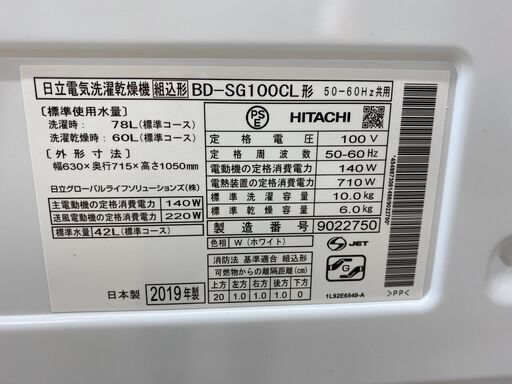 日立電気洗濯乾燥機 組込形 BD-SG100CL形 50-60Hz共用
〔標準使用水量〕
洗濯時: 78L(標準コース)
洗濯乾燥時: 60L(標準コース)
〔外形寸法〕
幅630×奥行715×高さ1050mm
日立グローバルライフソリューションズ(株)
主電動機の定格消費電力 140W
送風電動機の定格消費電力 220W
標準水量 42L(標準コース)
日本製 2019年製
PSE HITACHI
定格電圧 100V
定格周波数 50-60Hz
電動機の定格消費電力 140W
電熱装置の定格消費電力 710W
標準洗濯容量 10.0kg
標準乾燥容量 6.0kg
製造番号 9022750
色相 W (ホワイト)
JET
消防法 基準適合 組込形
可燃物からの離隔距離(cm)
上方 左方 右方 後方 下方
20 1.0 1.0 1.0 0
G
1L92E6549-A
>PP<